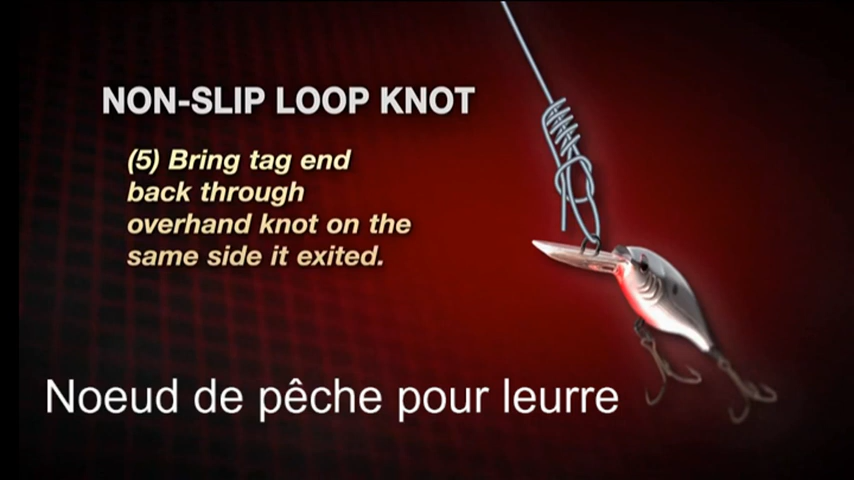 NON-SLIP LOOP KNOT
(5) Bring tag end
back through
overhand knot on the
same side it exited.
Noeud de pêche pour leurre